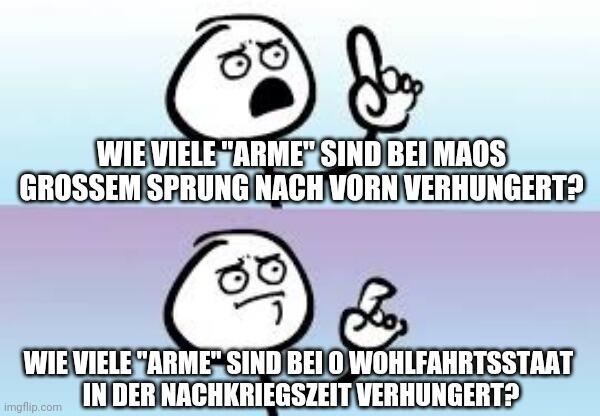 WIE VIELE "ARME" SIND BEI MAOS
GROSSEM SPRUNG NACH VORN VERHUNGERT?
WIE VIELE "ARME" SIND BEI 0 WOHLFAHRTSSTAAT
IN DER NACHKRIEGSZEIT VERHUNGERT?
imgflip.com